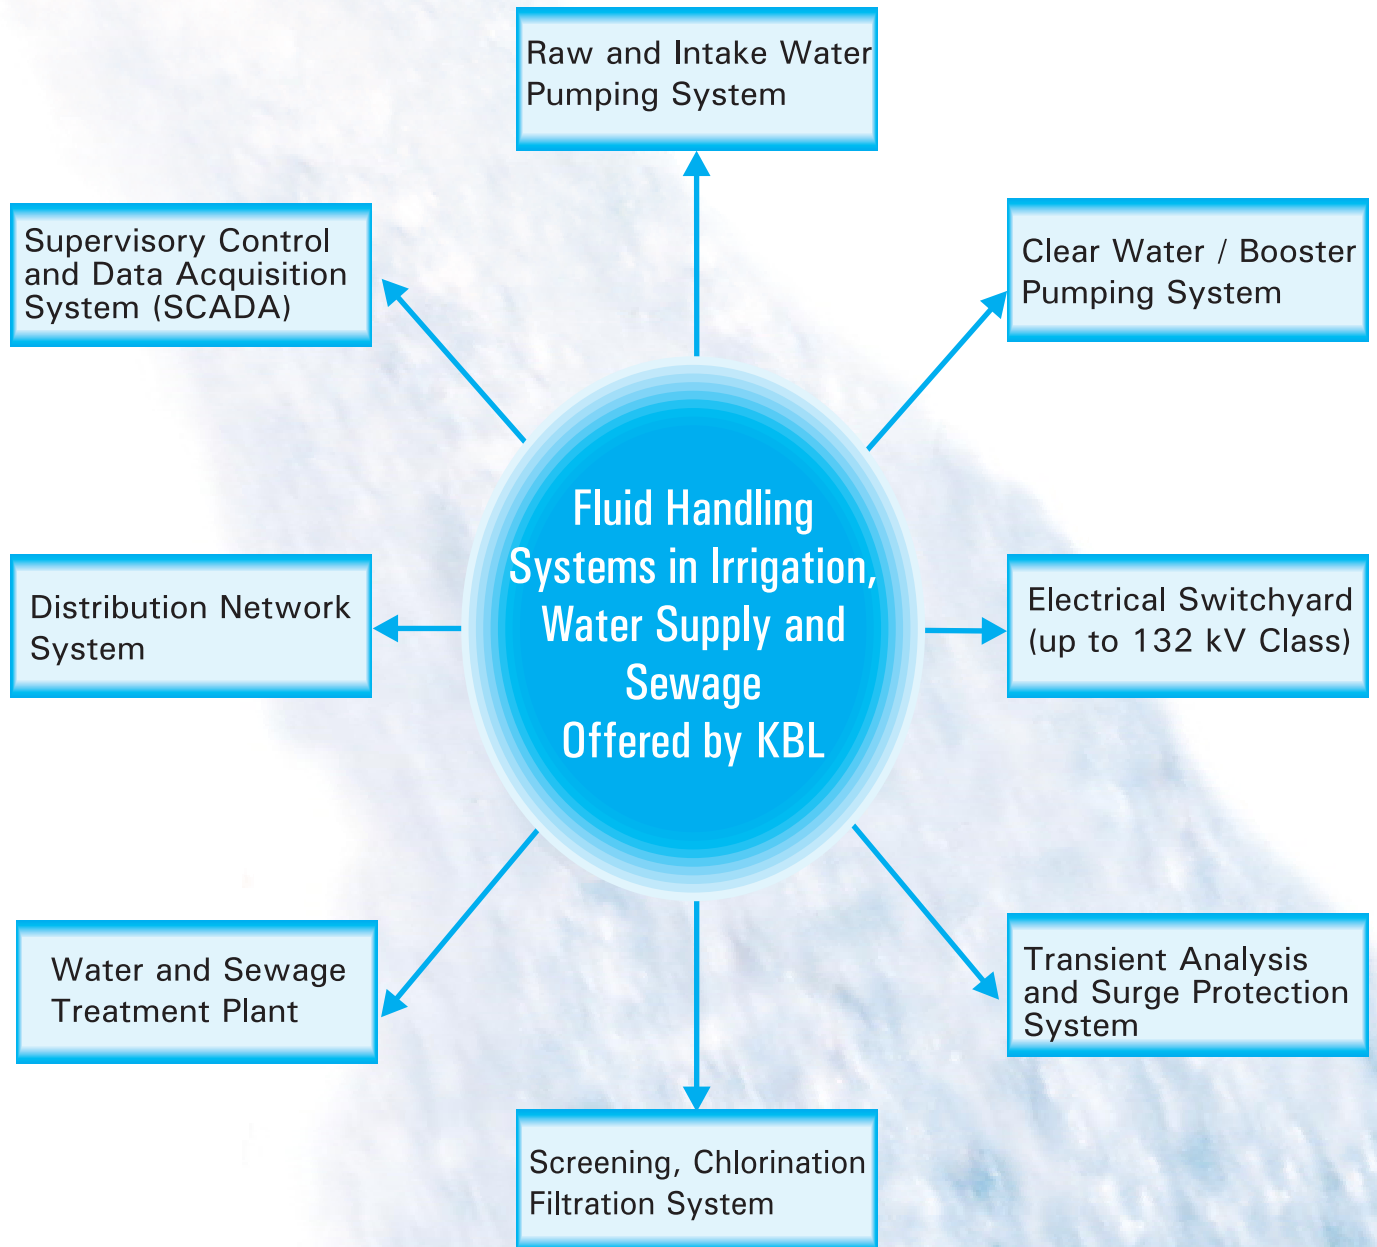 Raw and Intake Water
Pumping System
Supervisory Control
and Data Acquisition
System (SCADA)
Clear Water / Booster
Pumping System
Fluid Handling
Systems in Irrigation,
Water Supply and
Sewage
Offered by KBL
Distribution Network
System
Electrical Switchyard
(up to 132 kV Class)
Water and Sewage
Treatment Plant
Transient Analysis
and Surge Protection
System
Screening, Chlorination
Filtration System